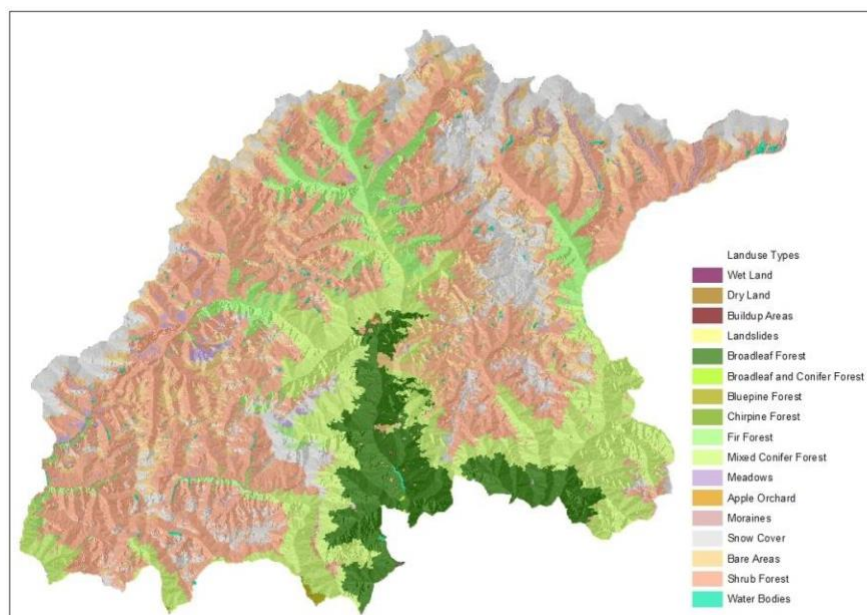 Landuse Types
Wet Land
Dry Land
Buildup Areas
Landslides
Broadleaf Forest
Broadleaf and Conifer Forest
Bluepine Forest
Chirpine Forest
Fir Forest
Mixed Conifer Forest
Meadows
Apple Orchard
Moraines
Snow Cover
Bare Areas
Shrub Forest
Water Bodies